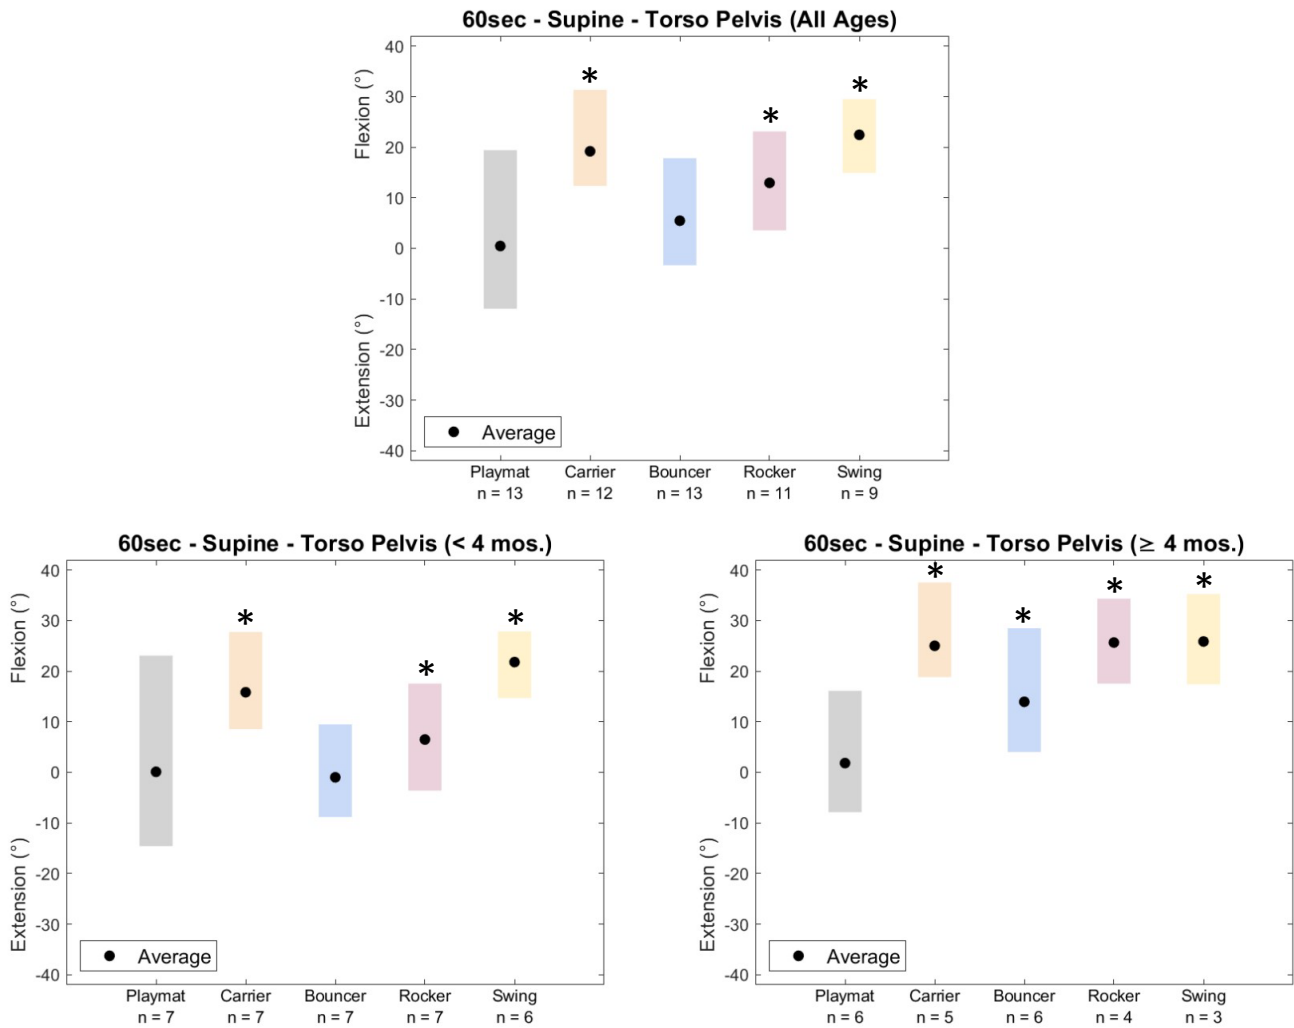 60sec - Supine - Torso Pelvis (All Ages)
Flexion (°)
Extension (°)
40
30
20
10
0
-10
-20
-30
-40
*
*
*
Average
Playmat Carrier Bouncer Rocker Swing
n = 13 n = 12 n = 13 n = 11 n = 9
60sec - Supine - Torso Pelvis (< 4 mos.)
Flexion (°)
Extension (°)
40
30
20
10
0
-10
-20
-30
-40
*
*
*
Average
Playmat Carrier Bouncer Rocker Swing
n = 7 n = 7 n = 7 n = 7 n = 6
60sec - Supine - Torso Pelvis (≥ 4 mos.)
Flexion (°)
Extension (°)
40
30
20
10
0
-10
-20
-30
-40
*
*
*
*
Average
Playmat Carrier Bouncer Rocker Swing
n = 6 n = 5 n = 6 n = 4 n = 3